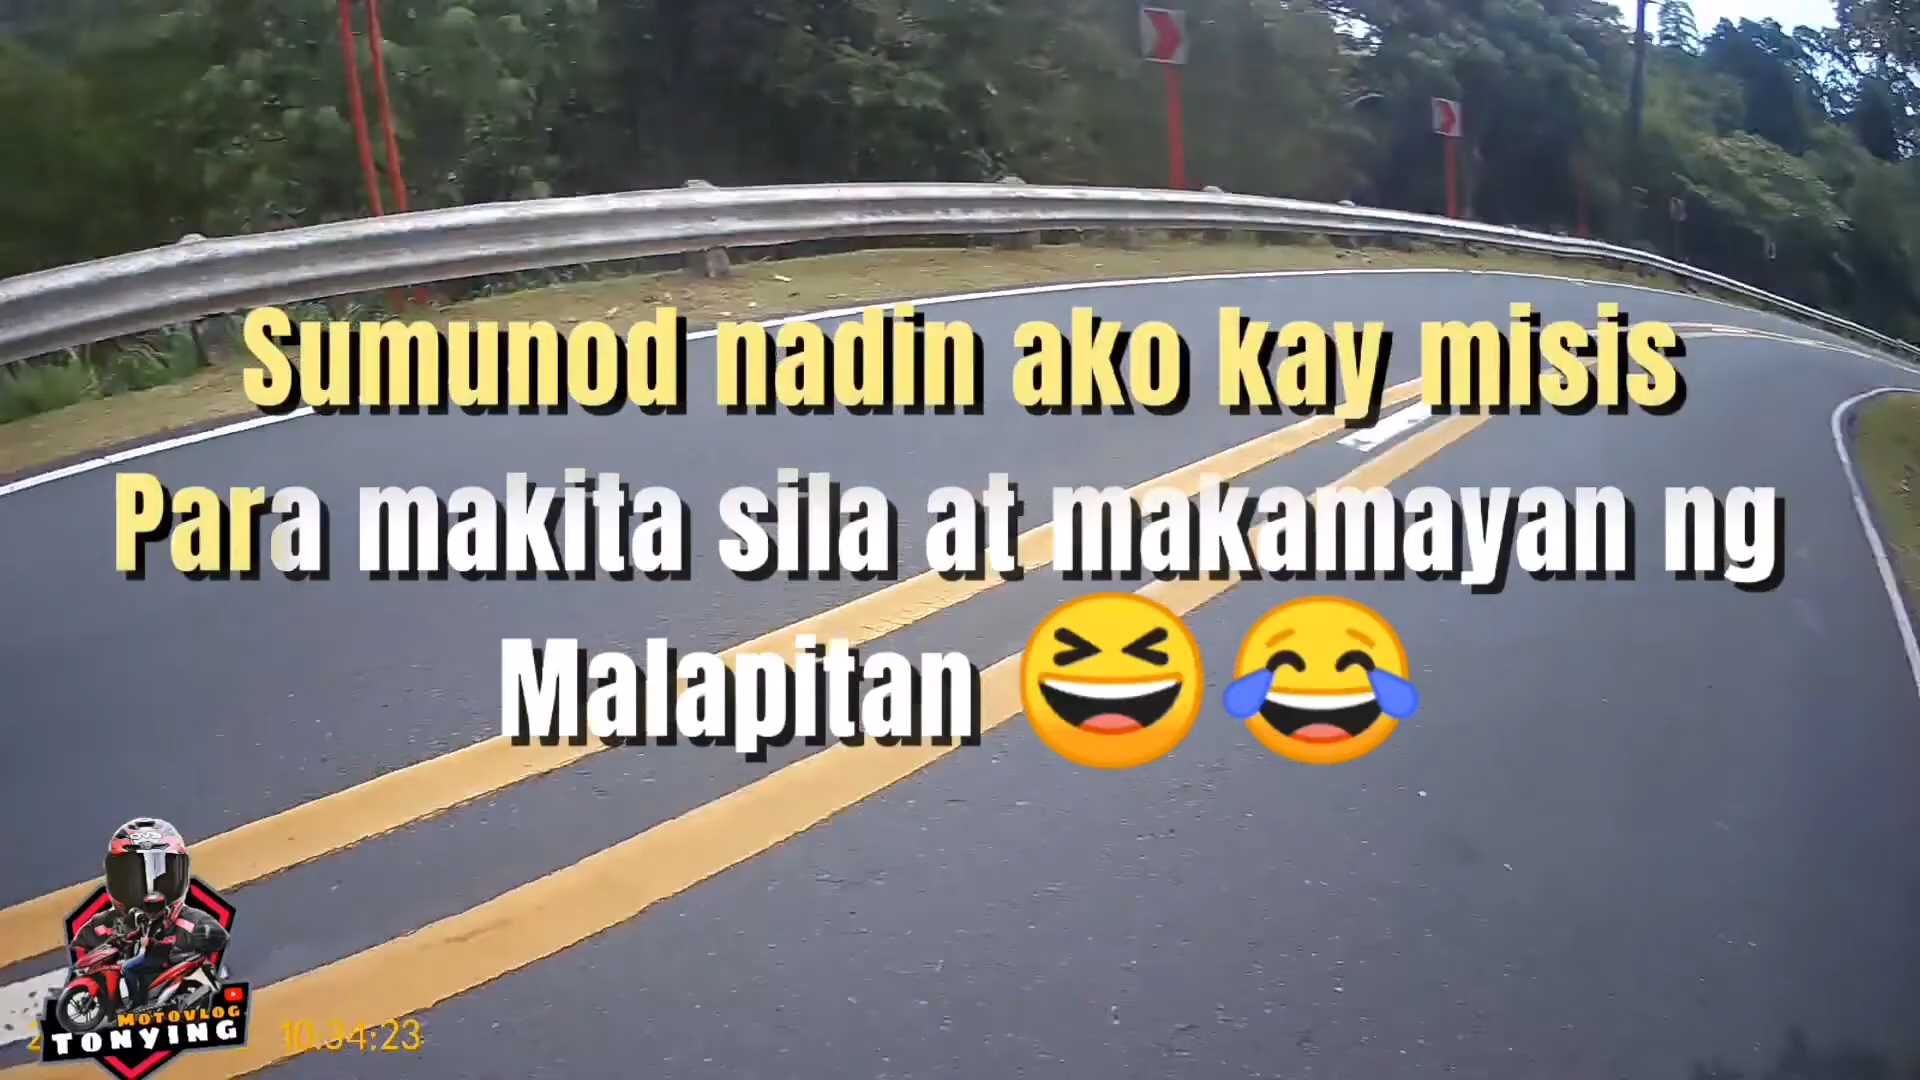 Sumunod nadin ako kay misis
Para makita sila at makamayan ng
Malapitan 😆😂
MOTOVLOG
TONYING
10:34:23